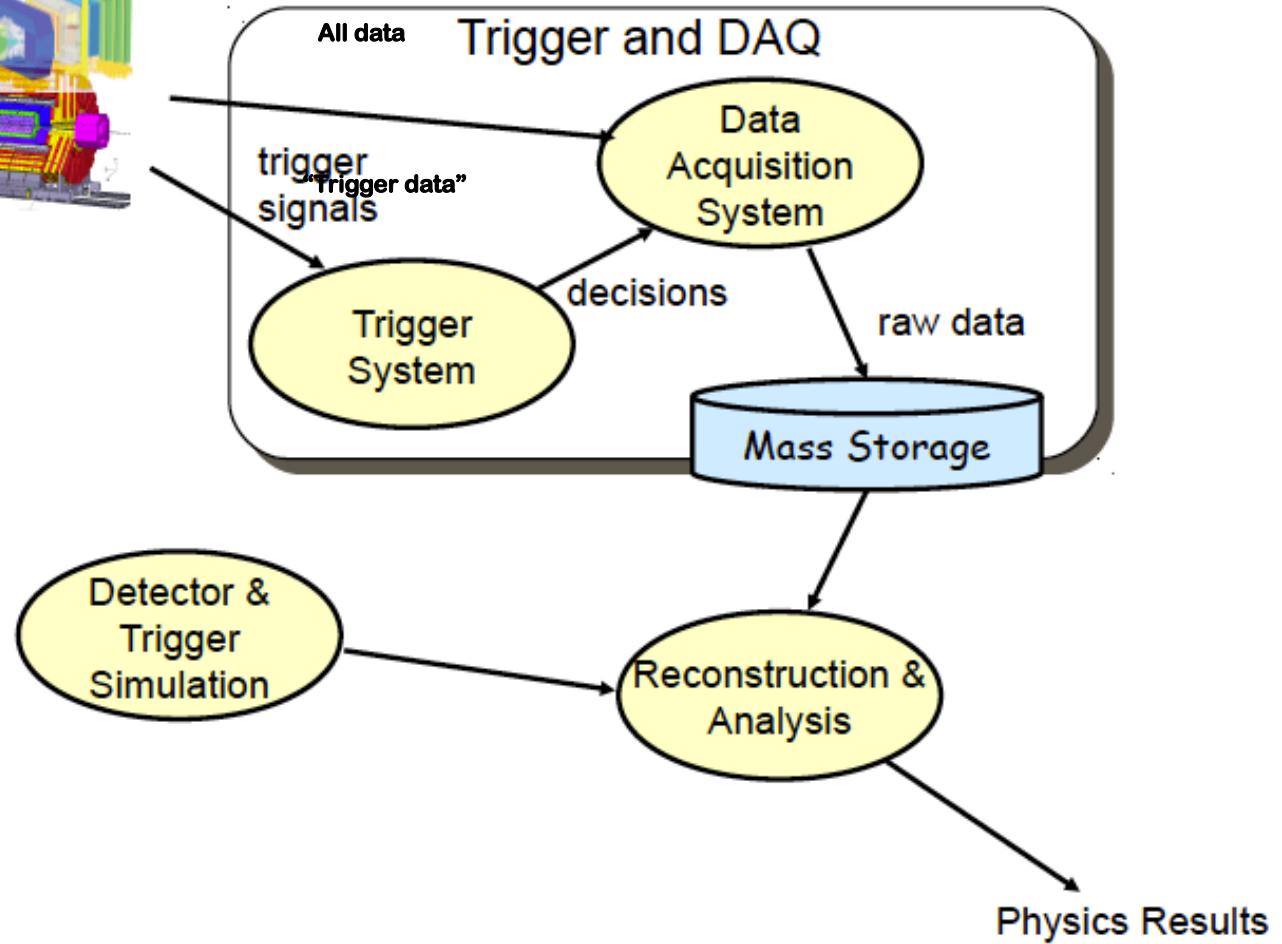 All data
Trigger and DAQ
Data
Acquisition
System
trigger
signals
“Trigger data”
decisions
Trigger
System
raw data
Mass Storage
Detector &
Trigger
Simulation
Reconstruction &
Analysis
Physics Results